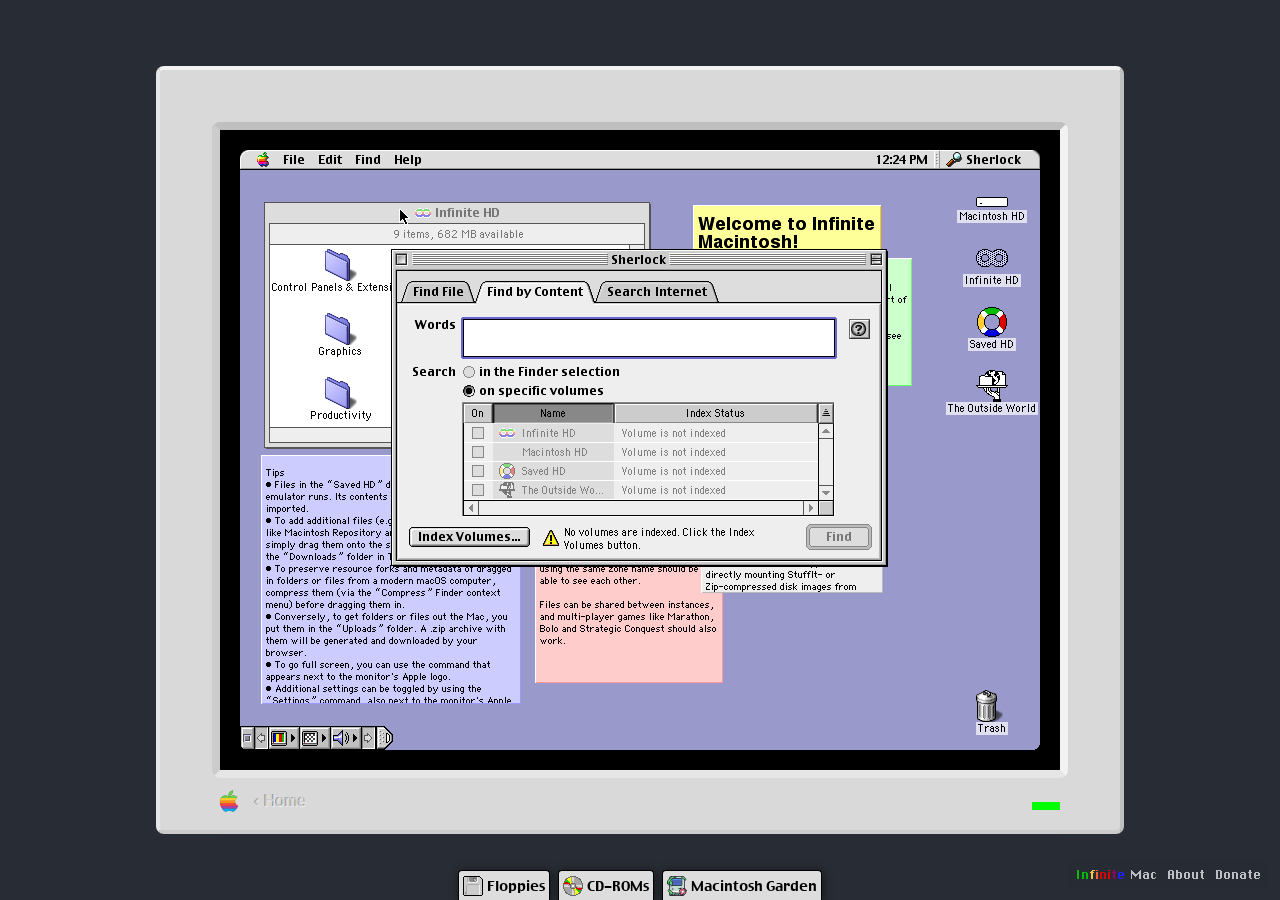 File Edit Find Help
12:24 PM
Sherlock
Infinite HD
9 items, 682 MB available
Control Panels & Extensi
Graphics
Productivity
Welcome to Infinite
Macintosh!
Macintosh HD
Infinite HD
Saved HD
The Outside World
Trash
Sherlock
Find File
Find by Content
Search Internet
Words
?
Search
in the Finder selection
on specific volumes
On Name Index Status
Infinite HD Volume is not indexed
Macintosh HD Volume is not indexed
Saved HD Volume is not indexed
The Outside Wo... Volume is not indexed
Index Volumes...
No volumes are indexed. Click the Index
Volumes button.
Find
rt of
see
Tips
● Files in the “Saved HD” d
emulator runs. Its contents
imported.
● To add additional files (e.g
like Macintosh Repository a
simply drag them onto the s
the “Downloads” folder in T
● To preserve resource forks and metadata of dragged
in folders or files from a modern macOS computer,
compress them (via the “Compress” Finder context
menu) before dragging them in.
● Conversely, to get folders or files out the Mac, you
put them in the “Uploads” folder. A .zip archive with
them will be generated and downloaded by your
browser.
● To go full screen, you can use the command that
appears next to the monitor's Apple logo.
● Additional settings can be toggled by using the
“Settings” command, also next to the monitor's Apple
using the same zone name should be
able to see each other.
Files can be shared between instances,
and multi-player games like Marathon,
Bolo and Strategic Conquest should also
work.
directly mounting StuffIt- or
Zip-compressed disk images from
‹ Home
Floppies
CD-ROMs
Macintosh Garden
Infinite Mac About Donate